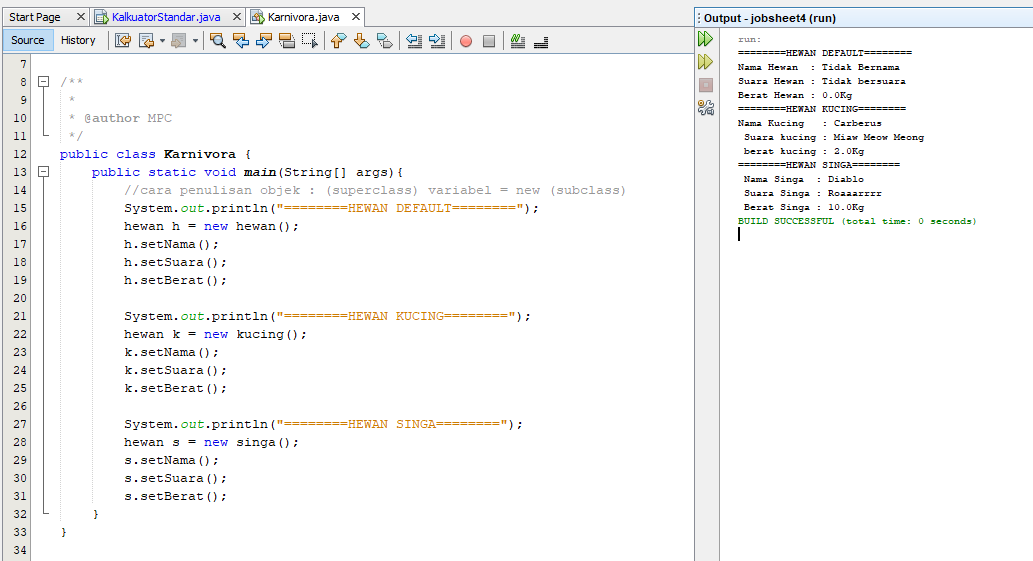 Start Page KalkuatorStandar.java Karnivora.java
Source History
7
8 /**
9 *
10 * @author MPC
11 */
12 public class Karnivora {
13 public static void main(String[] args){
14 //cara penulisan objek : (superclass) variabel = new (subclass)
15 System.out.println("========HEWAN DEFAULT========");
16 hewan h = new hewan();
17 h.setNama();
18 h.setSuara();
19 h.setBerat();
20
21 System.out.println("========HEWAN KUCING========");
22 hewan k = new kucing();
23 k.setNama();
24 k.setSuara();
25 k.setBerat();
26
27 System.out.println("========HEWAN SINGA========");
28 hewan s = new singa();
29 s.setNama();
30 s.setSuara();
31 s.setBerat();
32 }
33 }
34
Output - jobsheet4 (run)
run:
========HEWAN DEFAULT========
Nama Hewan : Tidak Bernama
Suara Hewan : Tidak bersuara
Berat Hewan : 0.0Kg
========HEWAN KUCING========
Nama Kucing : Carberus
Suara kucing : Miaw Meow Meong
berat kucing : 2.0Kg
========HEWAN SINGA========
Nama Singa : Diablo
Suara Singa : Roaaarrrr
Berat Singa : 10.0Kg
BUILD SUCCESSFUL (total time: 0 seconds)